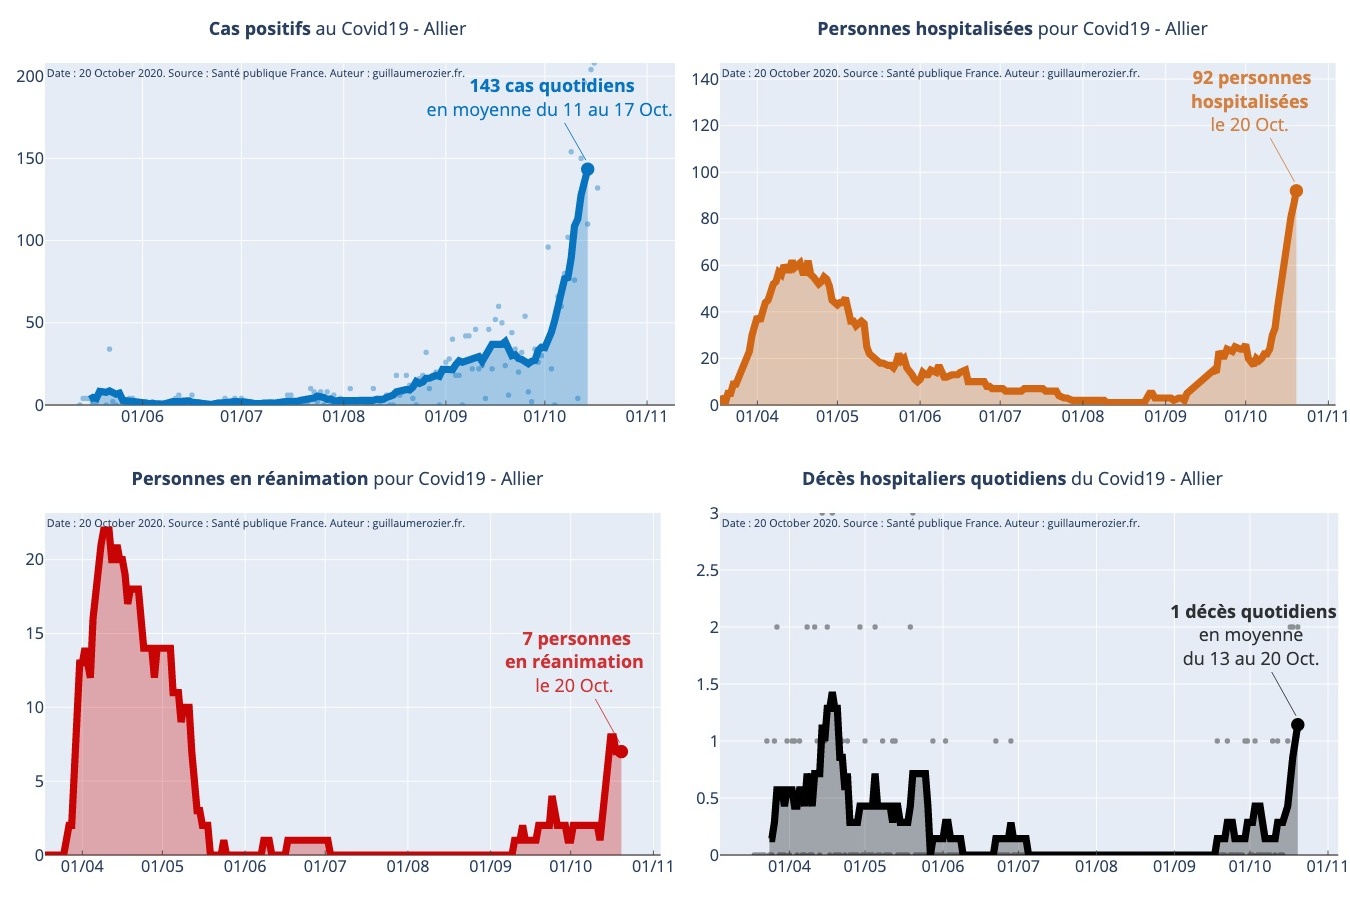 Cas positifs au Covid19 - Allier
Date : 20 October 2020. Source : Santé publique France. Auteur : guillaumerozier.fr.
143 cas quotidiens
en moyenne du 11 au 17 Oct.
200
150
100
50
0
01/06
01/07
01/08
01/09
01/10
01/11
Personnes hospitalisées pour Covid19 - Allier
Date : 20 October 2020. Source : Santé publique France. Auteur : guillaumerozier.fr.
92 personnes
hospitalisées
le 20 Oct.
140
120
100
80
60
40
20
0
01/04
01/05
01/06
01/07
01/08
01/09
01/10
01/11
Personnes en réanimation pour Covid19 - Allier
Date : 20 October 2020. Source : Santé publique France. Auteur : guillaumerozier.fr.
7 personnes
en réanimation
le 20 Oct.
20
15
10
5
0
01/04
01/05
01/06
01/07
01/08
01/09
01/10
01/11
Décès hospitaliers quotidiens du Covid19 - Allier
Date : 20 October 2020. Source : Santé publique France. Auteur : guillaumerozier.fr.
1 décès quotidiens
en moyenne
du 13 au 20 Oct.
3
2.5
2
1.5
1
0.5
0
01/04
01/05
01/06
01/07
01/08
01/09
01/10
01/11